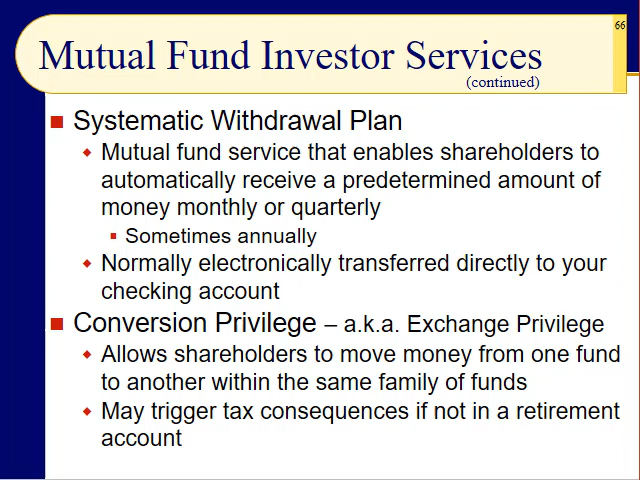 66
Mutual Fund Investor Services
(continued)
Systematic Withdrawal Plan
Mutual fund service that enables shareholders to
automatically receive a predetermined amount of
money monthly or quarterly
Sometimes annually
Normally electronically transferred directly to your
checking account
Conversion Privilege – a.k.a. Exchange Privilege
Allows shareholders to move money from one fund
to another within the same family of funds
May trigger tax consequences if not in a retirement
account